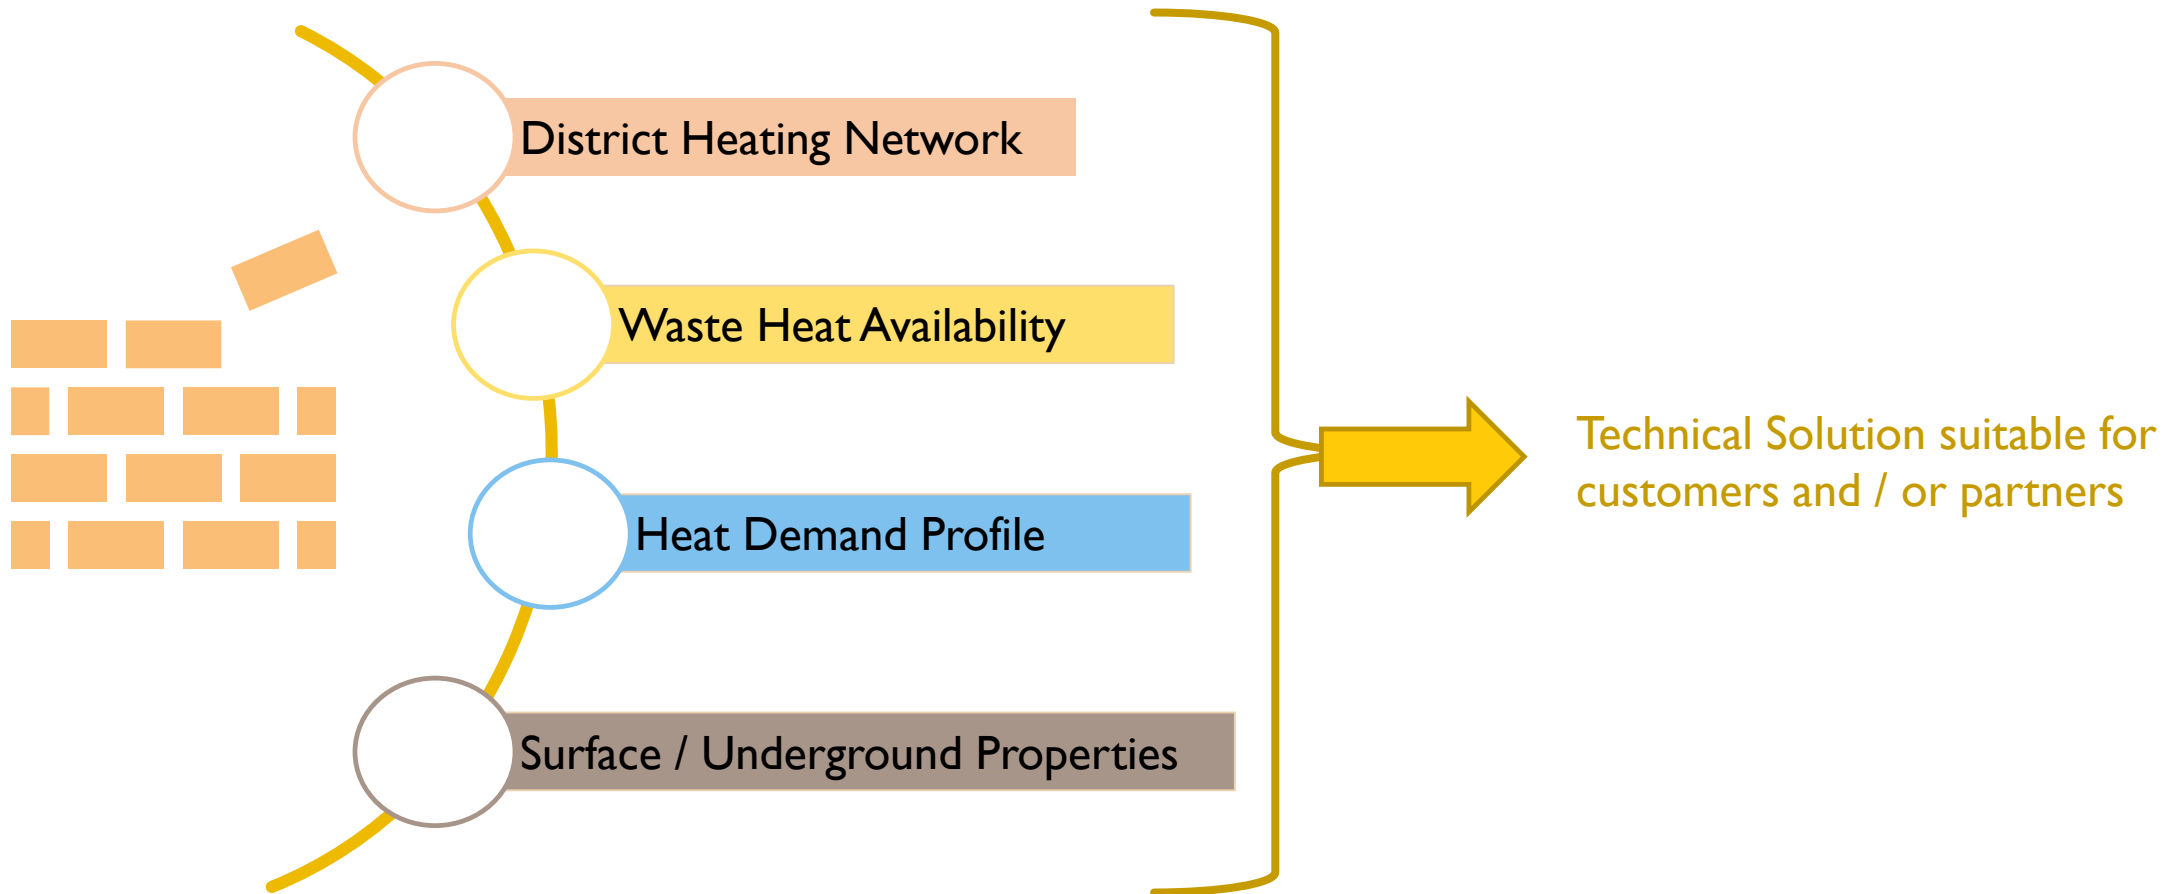 District Heating Network
Waste Heat Availability
Heat Demand Profile
Surface / Underground Properties
Technical Solution suitable for
customers and / or partners